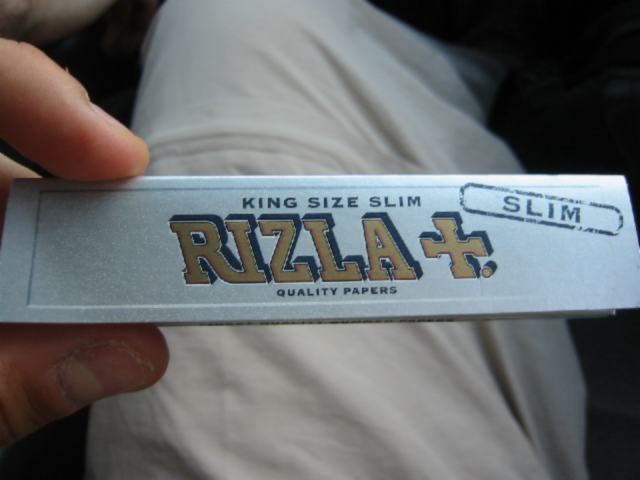 KING SIZE SLIM
SLIM
RIZLA+.
QUALITY PAPERS